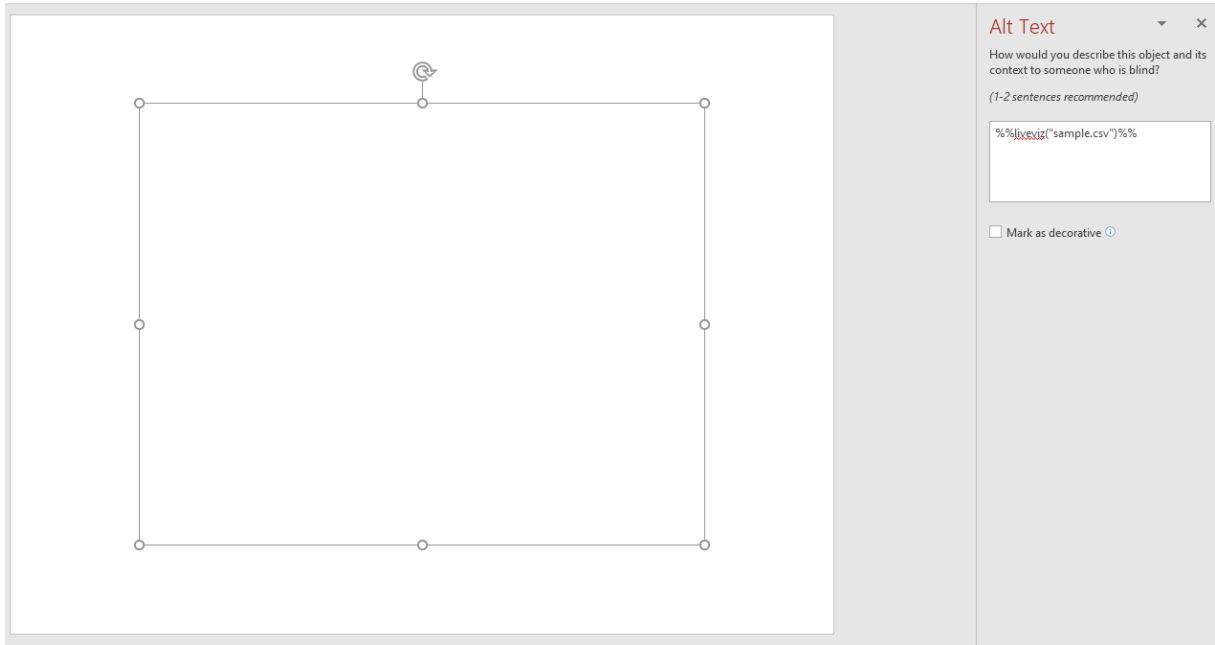 Alt Text
How would you describe this object and its
context to someone who is blind?
(1-2 sentences recommended)
%%liveviz("sample.csv")%%
Mark as decorative